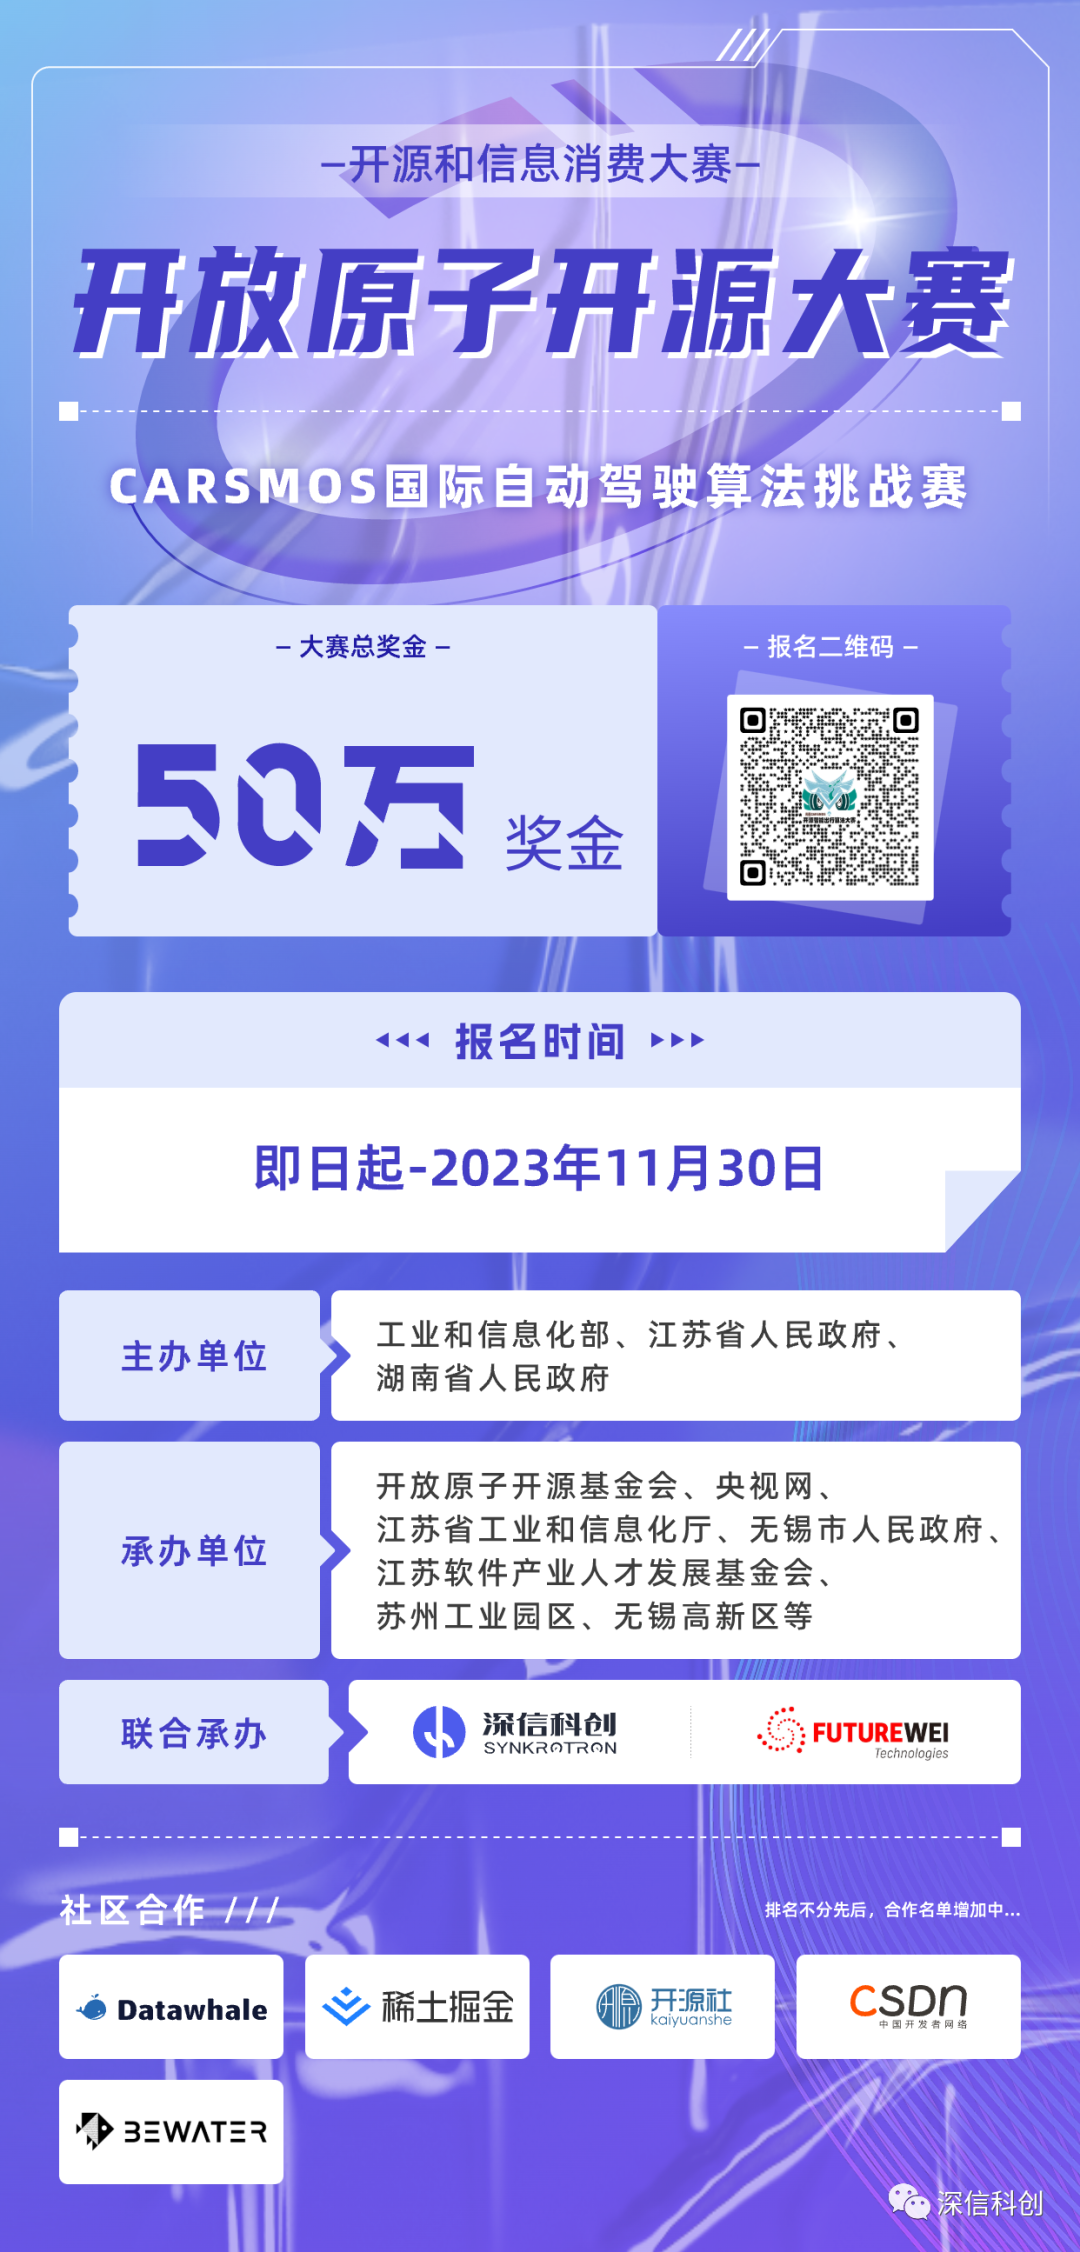 –开源和信息消费大赛–
开放原子开源大赛
CARSMOS国际自动驾驶算法挑战赛
– 大赛总奖金 –
50万 奖金
– 报名二维码 –
开源智能出行算法大赛
报名时间
即日起-2023年11月30日
主办单位
工业和信息化部、江苏省人民政府、
湖南省人民政府
承办单位
开放原子开源基金会、央视网、
江苏省工业和信息化厅、无锡市人民政府、
江苏软件产业人才发展基金会、
苏州工业园区、无锡高新区等
联合承办
深信科创
SYNKROTRON
FUTUREWEI
Technologies
社区合作 ///
排名不分先后，合作名单增加中...
Datawhale
稀土掘金
开源社
kaiyuanshe
CSDN
中国开发者网络
BEWATER
深信科创